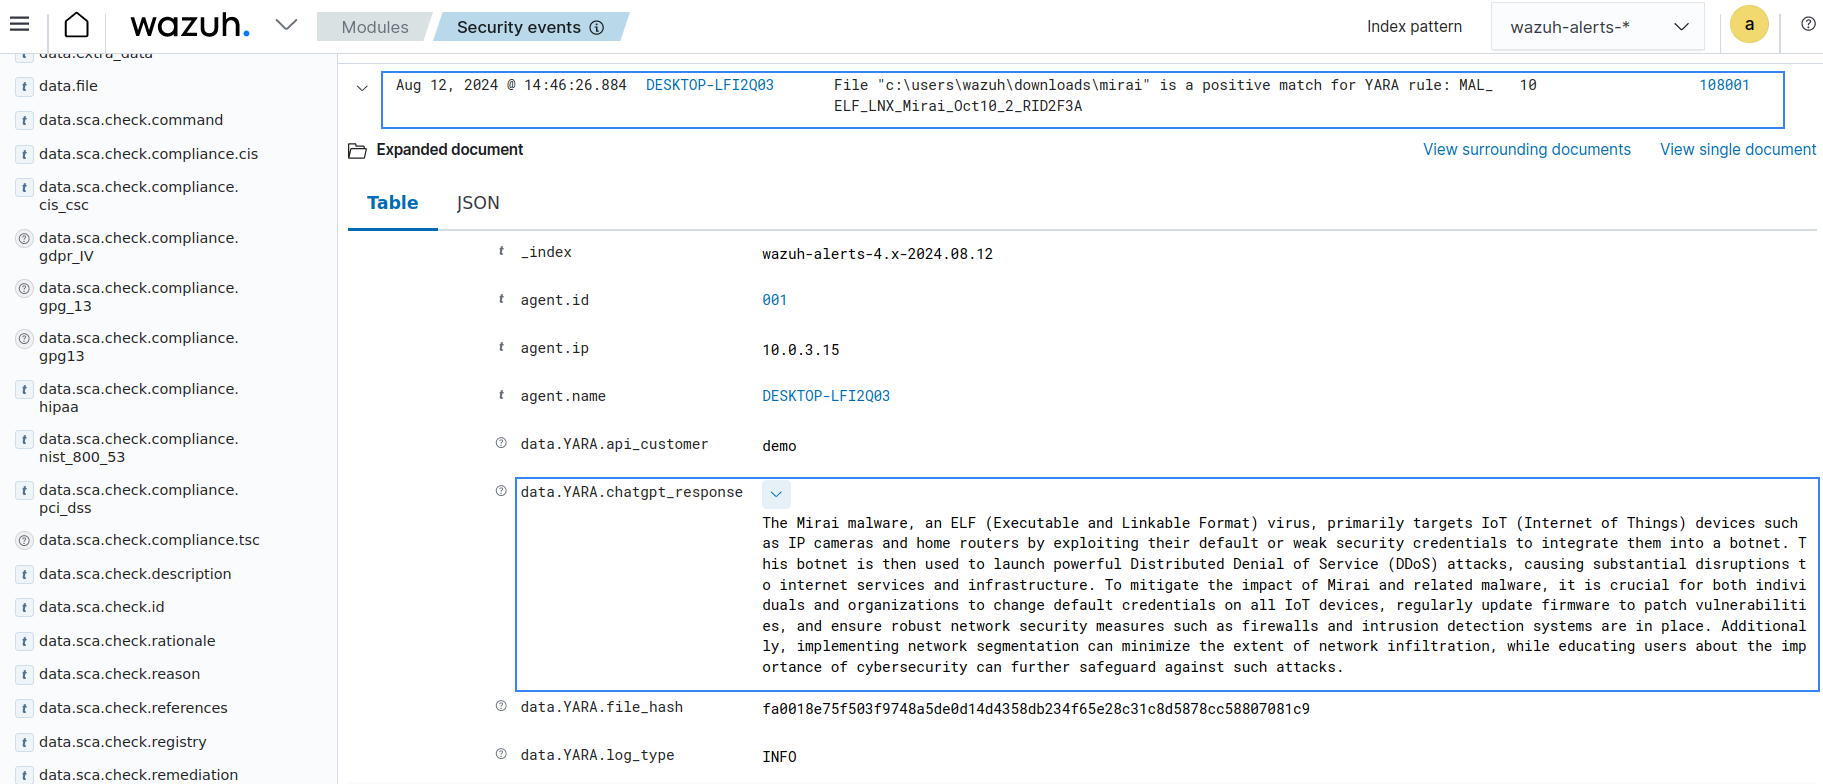 wazuh.
Modules
Security events
Index pattern
wazuh-alerts-*
a
data.extra_data
data.file
data.sca.check.command
data.sca.check.compliance.cis
data.sca.check.compliance.
cis_csc
data.sca.check.compliance.
gdpr_IV
data.sca.check.compliance.
gpg_13
data.sca.check.compliance.
gpg13
data.sca.check.compliance.
hipaa
data.sca.check.compliance.
nist_800_53
data.sca.check.compliance.
pci_dss
data.sca.check.compliance.tsc
data.sca.check.description
data.sca.check.id
data.sca.check.rationale
data.sca.check.reason
data.sca.check.references
data.sca.check.registry
data.sca.check.remediation
Aug 12, 2024 @ 14:46:26.884 DESKTOP-LFI2Q03 File "c:\users\wazuh\downloads\mirai" is a positive match for YARA rule: MAL_ 10 108001
ELF_LNX_Mirai_Oct10_2_RID2F3A
Expanded document View surrounding documents View single document
Table JSON
t _index wazuh-alerts-4.x-2024.08.12
t agent.id 001
t agent.ip 10.0.3.15
t agent.name DESKTOP-LFI2Q03
data.YARA.api_customer demo
data.YARA.chatgpt_response
The Mirai malware, an ELF (Executable and Linkable Format) virus, primarily targets IoT (Internet of Things) devices such
as IP cameras and home routers by exploiting their default or weak security credentials to integrate them into a botnet. T
his botnet is then used to launch powerful Distributed Denial of Service (DDoS) attacks, causing substantial disruptions t
o internet services and infrastructure. To mitigate the impact of Mirai and related malware, it is crucial for both indivi
duals and organizations to change default credentials on all IoT devices, regularly update firmware to patch vulnerabiliti
es, and ensure robust network security measures such as firewalls and intrusion detection systems are in place. Additional
ly, implementing network segmentation can minimize the extent of network infiltration, while educating users about the imp
ortance of cybersecurity can further safeguard against such attacks.
data.YARA.file_hash fa0018e75f503f9748a5de0d14d4358db234f65e28c31c8d5878cc58807081c9
data.YARA.log_type INFO